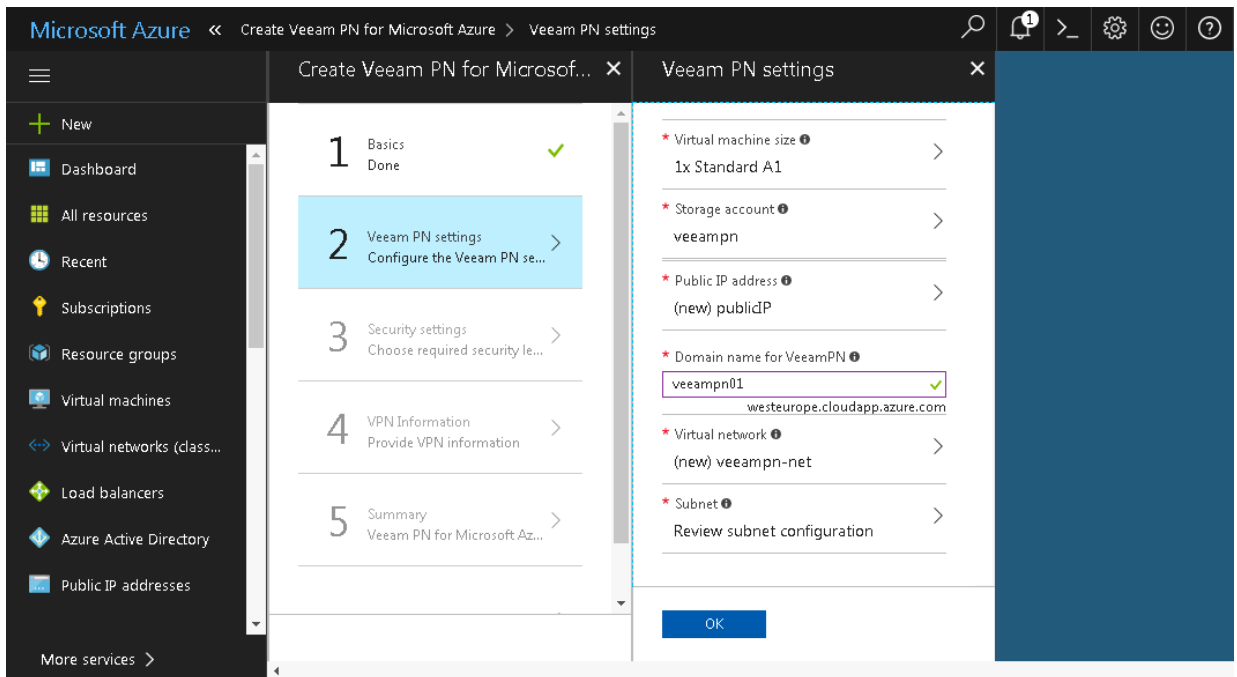 Microsoft Azure « Create Veeam PN for Microsoft Azure > Veeam PN settings
1
Create Veeam PN for Microsof...
Veeam PN settings
New
Dashboard
All resources
Recent
Subscriptions
Resource groups
Virtual machines
Virtual networks (class...
Load balancers
Azure Active Directory
Public IP addresses
More services >
1
Basics
Done
2
Veeam PN settings
Configure the Veeam PN se...
3
Security settings
Choose required security le...
4
VPN Information
Provide VPN information
5
Summary
Veeam PN for Microsoft Az...
* Virtual machine size
1x Standard A1
* Storage account
veeampn
* Public IP address
(new) publicIP
* Domain name for VeeamPN
veeampn01
westeurope.cloudapp.azure.com
* Virtual network
(new) veeampn-net
* Subnet
Review subnet configuration
OK